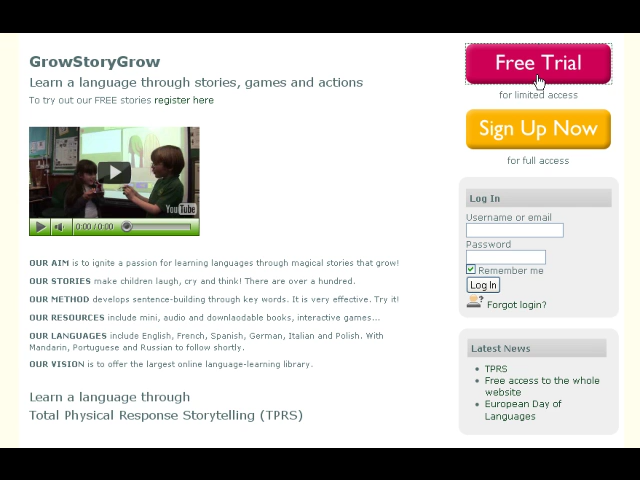 GrowStoryGrow
Learn a language through stories, games and actions
To try out our FREE stories register here
YouTube
0:00 / 0:00
OUR AIM is to ignite a passion for learning languages through magical stories that grow!
OUR STORIES make children laugh, cry and think! There are over a hundred.
OUR METHOD develops sentence-building through key words. It is very effective. Try it!
OUR RESOURCES include mini, audio and downlaodable books, interactive games...
OUR LANGUAGES include English, French, Spanish, German, Italian and Polish. With
Mandarin, Portuguese and Russian to follow shortly.
OUR VISION is to offer the largest online language-learning library.
Learn a language through
Total Physical Response Storytelling (TPRS)
Free Trial
for limited access
Sign Up Now
for full access
Log In
Username or email
Password
Remember me
Log In
Forgot login?
Latest News
TPRS
Free access to the whole
website
European Day of
Languages